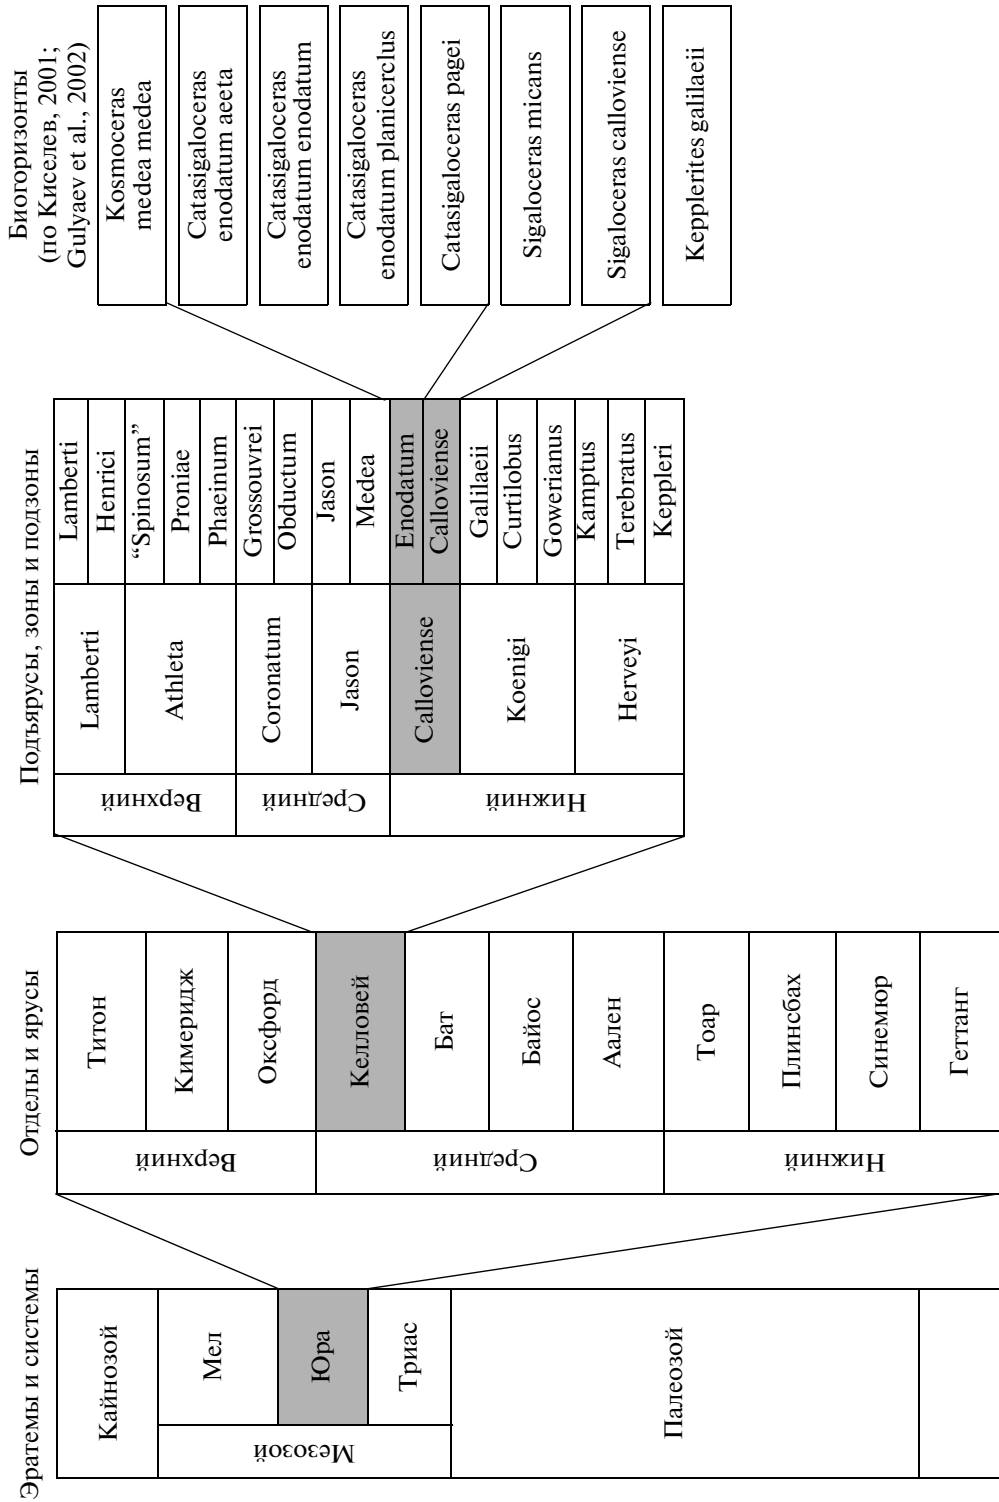 Эратемы и системы
Кайнозой
Мезозой
Мел
Юра
Триас
Палеозой
Отделы и ярусы
Верхний
Титон
Кимеридж
Оксфорд
Средний
Келловей
Бат
Байос
Аален
Нижний
Тоар
Плинсбах
Синемюр
Геттанг
Подъярусы, зоны и подзоны
Верхний
Lamberti
Lamberti
Henrici
Athleta
“Spinosum”
Proniae
Phaeinum
Средний
Coronatum
Grossouvrei
Obductum
Jason
Jason
Medea
Нижний
Calloviense
Enodatum
Calloviense
Koenigi
Galilaeii
Curtilobus
Gowerianus
Herveyi
Kamptus
Terebratus
Keppleri
Биогоризонты
(по Киселев, 2001;
Gulyaev et al., 2002)
Kosmoceras
medea medea
Catasigaloceras
enodatum aeeta
Catasigaloceras
enodatum enodatum
Catasigaloceras
enodatum planicerclus
Catasigaloceras pagei
Sigaloceras micans
Sigaloceras calloviense
Kepplerites galilaeii